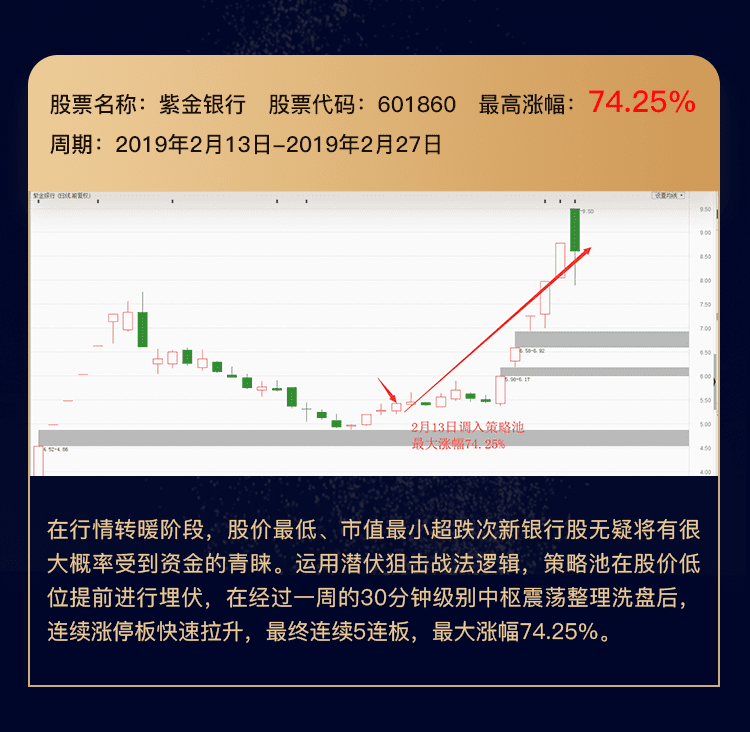 股票名称：紫金银行 股票代码：601860 最高涨幅：74.25%
周期：2019年2月13日-2019年2月27日
紫金银行(日线.前复权)
设置均线
9.50
9.50
9.00
8.50
8.00
7.50
7.00
6.50
6.58-6.92
6.00
5.98-6.17
5.50
5.00
4.50
4.52-4.86
4.00
2月13日调入策略池
最大涨幅74.25%
在行情转暖阶段，股价最低、市值最小超跌次新银行股无疑将有很
大概率受到资金的青睐。运用潜伏狙击战法逻辑，策略池在股价低
位提前进行埋伏，在经过一周的30分钟级别中枢震荡整理洗盘后，
连续涨停板快速拉升，最终连续5连板，最大涨幅74.25%。